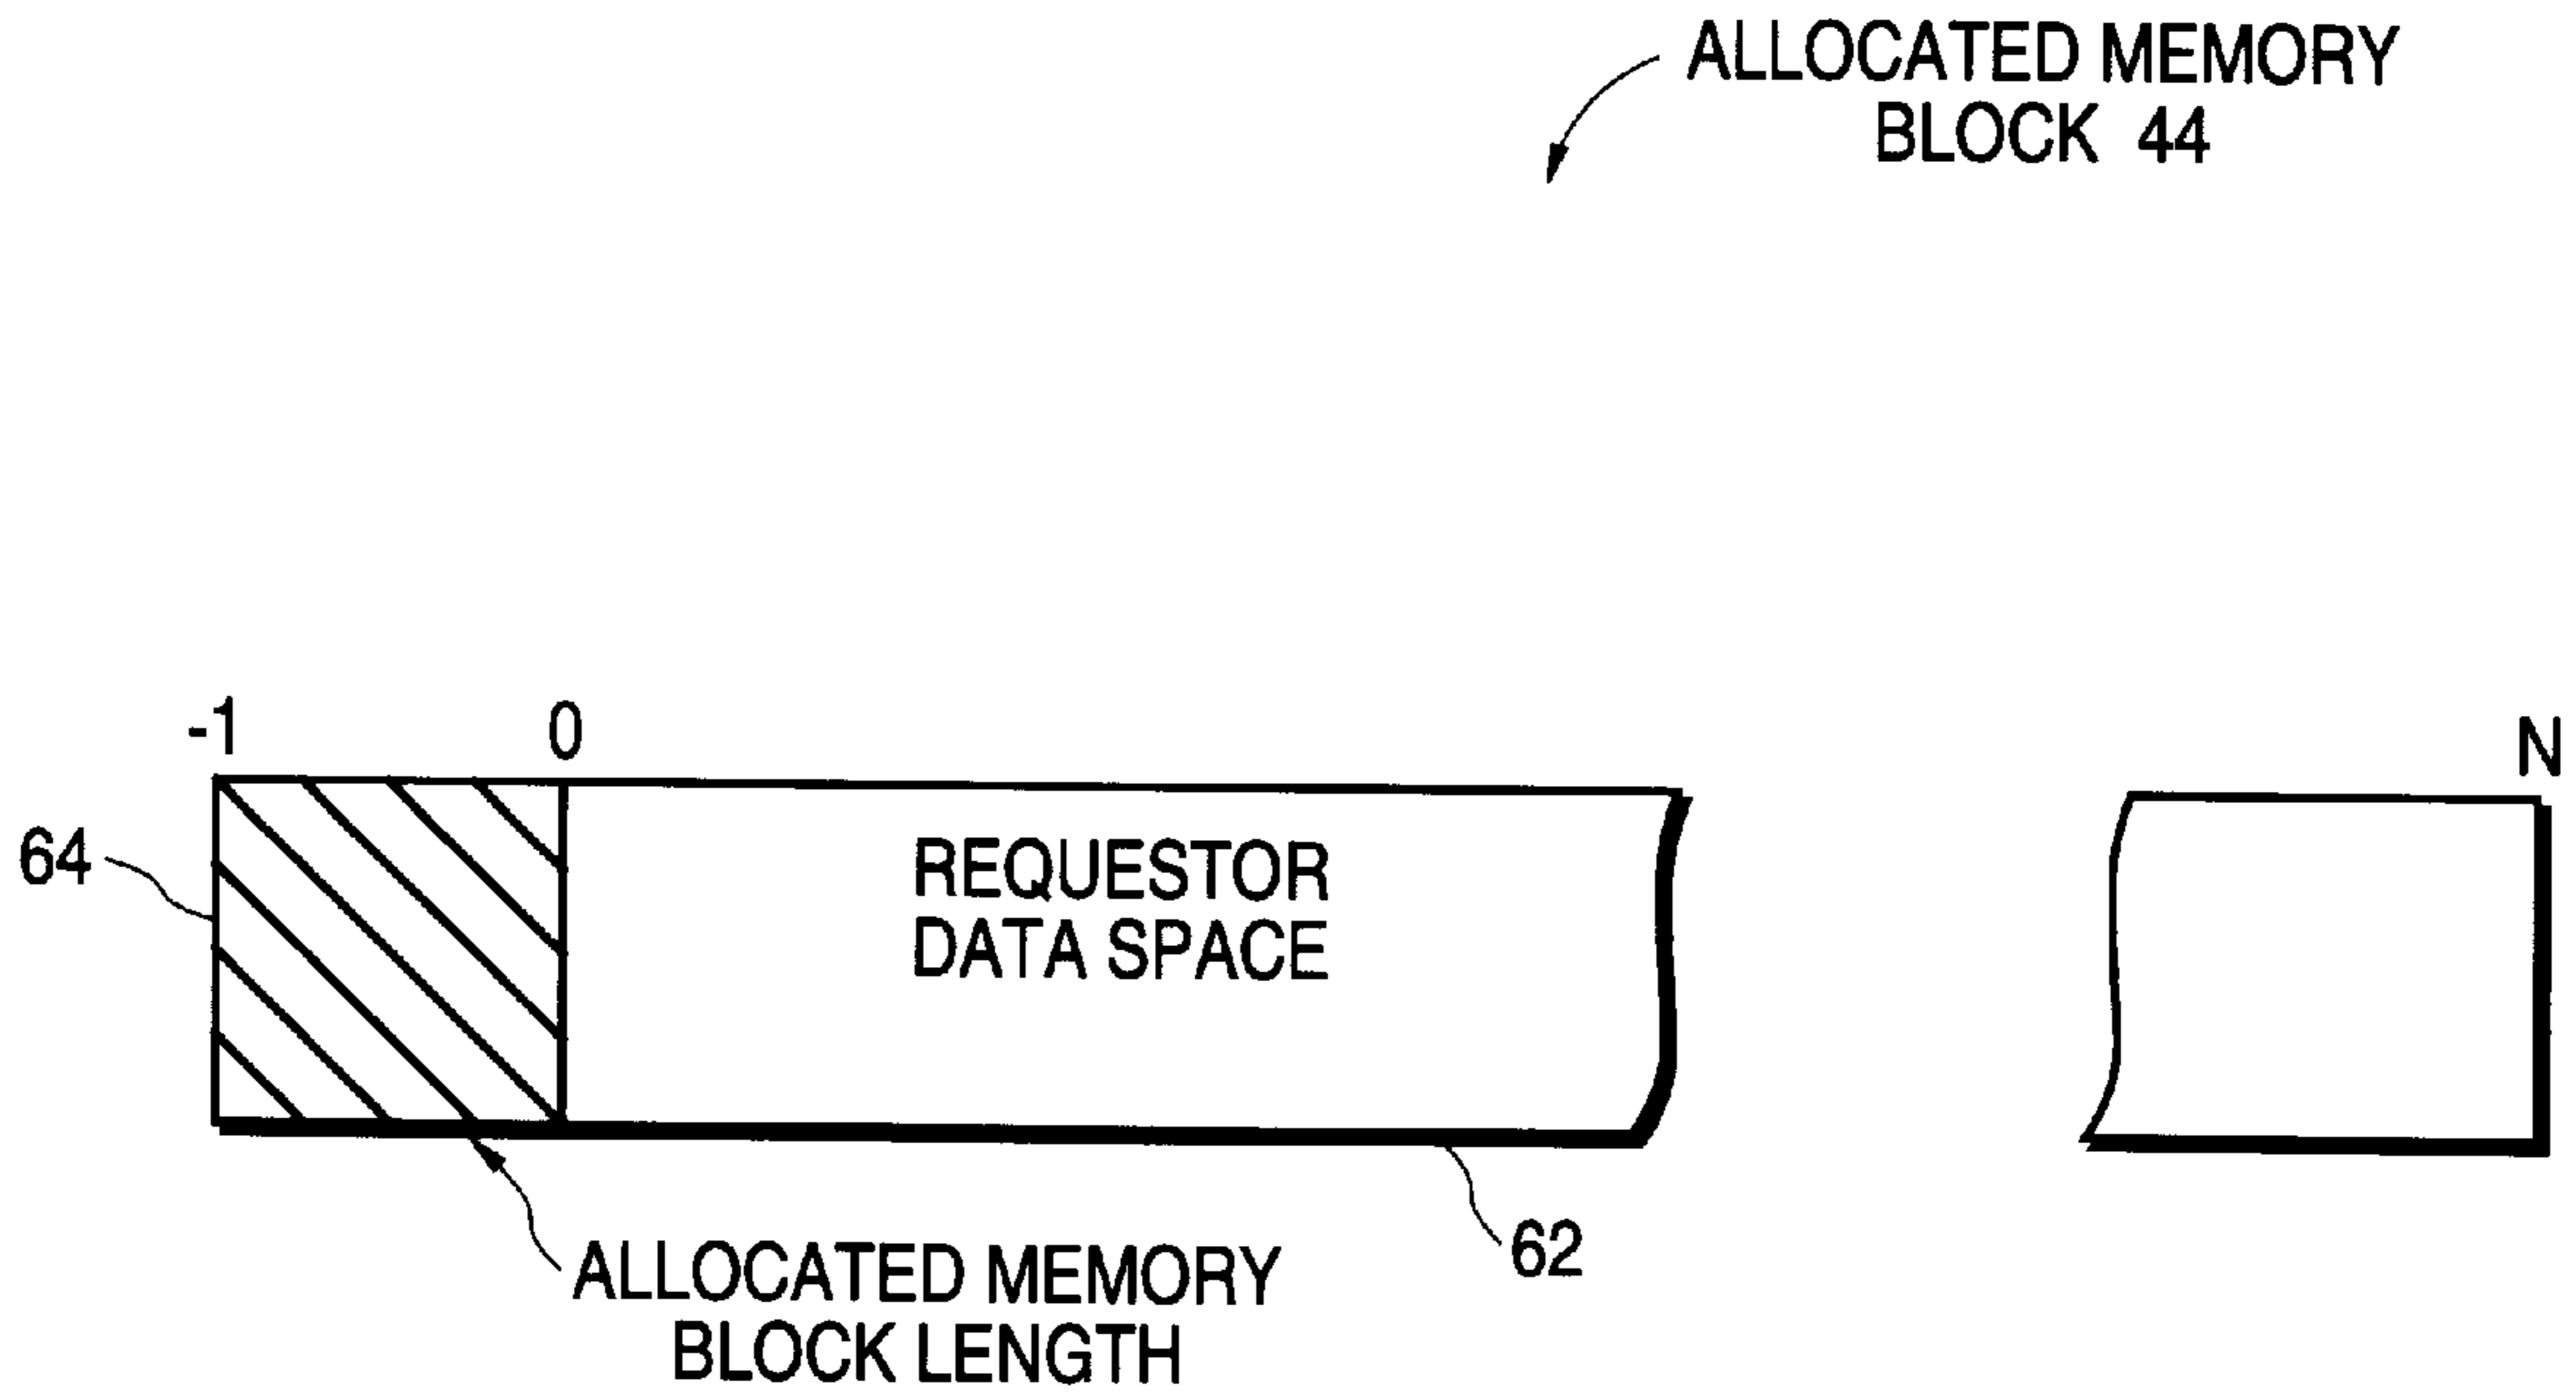 ALLOCATED MEMORY
BLOCK 44
-1
0
N
64
REQUESTOR
DATA SPACE
62
ALLOCATED MEMORY
BLOCK LENGTH